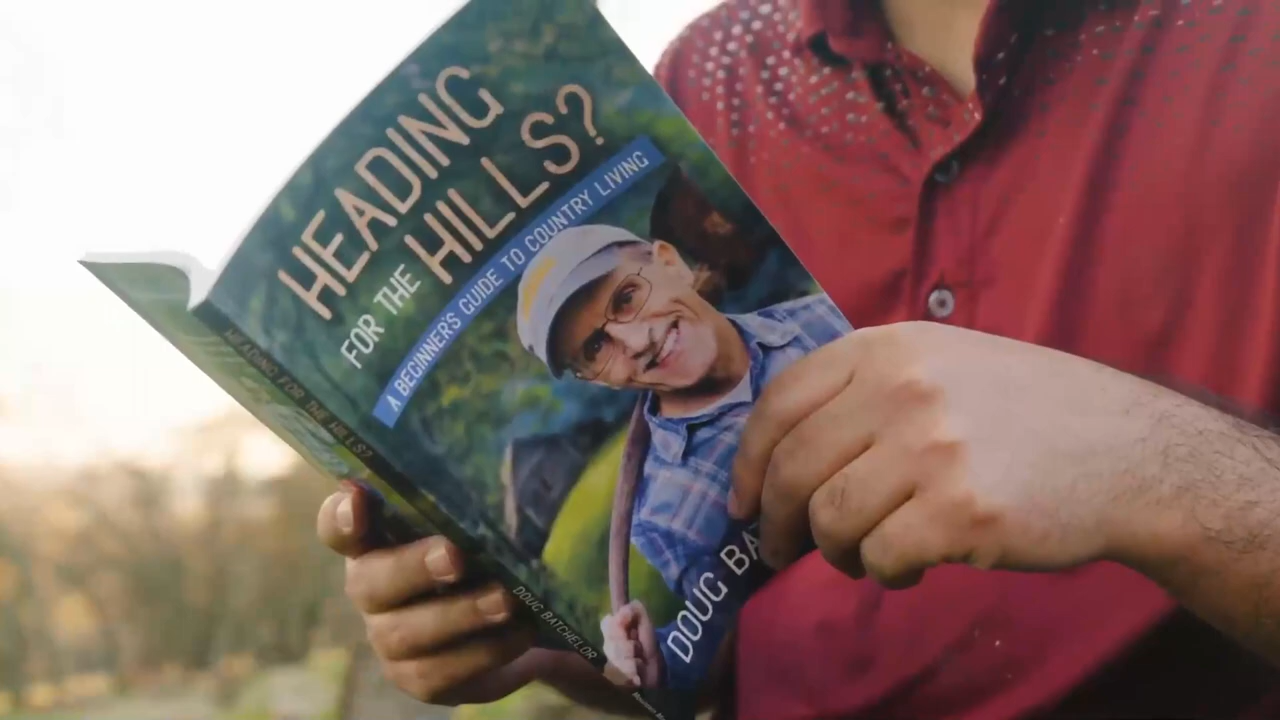 HEADING
FOR THE HILLS?
A BEGINNER'S GUIDE TO COUNTRY LIVING
DOUG BA
HEADING FOR THE HILLS?
DOUG BATCHELOR